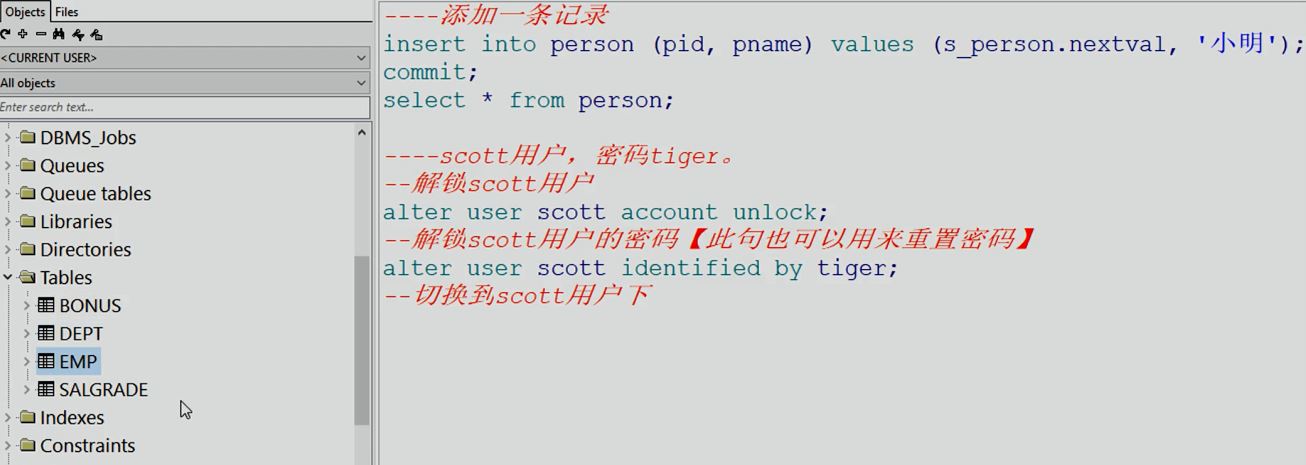 Objects Files
<CURRENT USER>
All objects
Enter search text...
DBMS_Jobs
Queues
Queue tables
Libraries
Directories
Tables
BONUS
DEPT
EMP
SALGRADE
Indexes
Constraints
----添加一条记录
insert into person (pid, pname) values (s_person.nextval, '小明');
commit;
select * from person;
----scott用户，密码tiger。
--解锁scott用户
alter user scott account unlock;
--解锁scott用户的密码【此句也可以用来重置密码】
alter user scott identified by tiger;
--切换到scott用户下